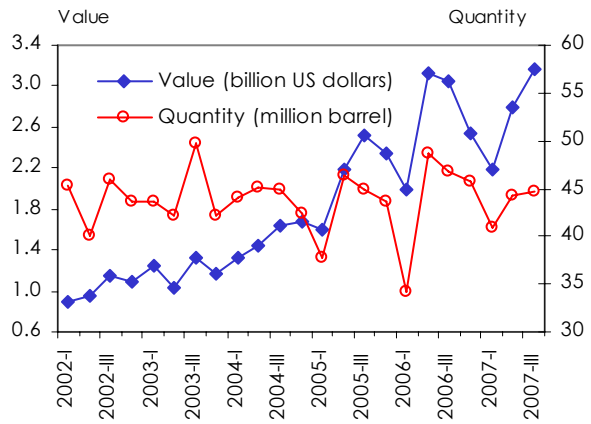 Value Quantity
3.4 60
3.0 55
2.6 50
2.2 45
1.8 40
1.4
1.0 35
0.6 30
Value (billion US dollars)
Quantity (million barrel)
2002-I
2002-III
2003-I
2003-III
2004-I
2004-III
2005-I
2005-III
2006-I
2006-III
2007-I
2007-III